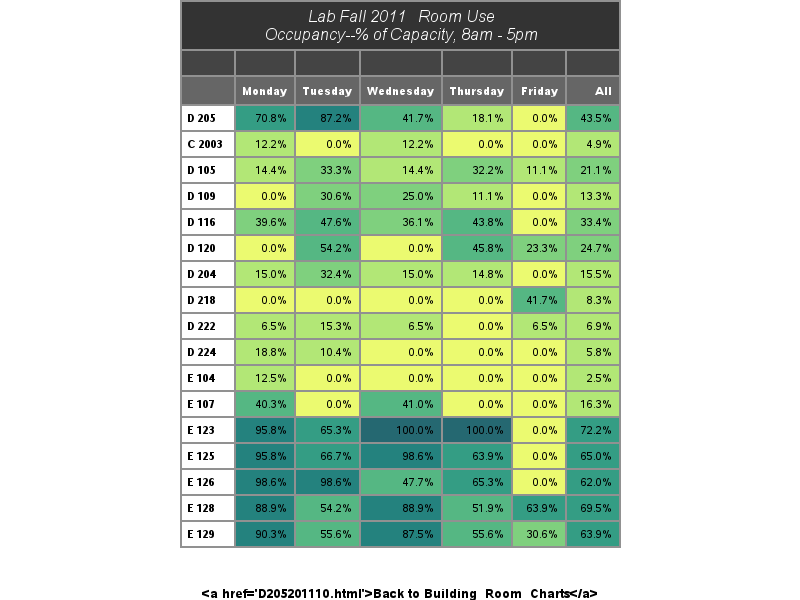 Lab Fall 2011 Room Use
Occupancy--% of Capacity, 8am - 5pm
Monday Tuesday Wednesday Thursday Friday All
D 205 70.8% 87.2% 41.7% 18.1% 0.0% 43.5%
C 2003 12.2% 0.0% 12.2% 0.0% 0.0% 4.9%
D 105 14.4% 33.3% 14.4% 32.2% 11.1% 21.1%
D 109 0.0% 30.6% 25.0% 11.1% 0.0% 13.3%
D 116 39.6% 47.6% 36.1% 43.8% 0.0% 33.4%
D 120 0.0% 54.2% 0.0% 45.8% 23.3% 24.7%
D 204 15.0% 32.4% 15.0% 14.8% 0.0% 15.5%
D 218 0.0% 0.0% 0.0% 0.0% 41.7% 8.3%
D 222 6.5% 15.3% 6.5% 0.0% 6.5% 6.9%
D 224 18.8% 10.4% 0.0% 0.0% 0.0% 5.8%
E 104 12.5% 0.0% 0.0% 0.0% 0.0% 2.5%
E 107 40.3% 0.0% 41.0% 0.0% 0.0% 16.3%
E 123 95.8% 65.3% 100.0% 100.0% 0.0% 72.2%
E 125 95.8% 66.7% 98.6% 63.9% 0.0% 65.0%
E 126 98.6% 98.6% 47.7% 65.3% 0.0% 62.0%
E 128 88.9% 54.2% 88.9% 51.9% 63.9% 69.5%
E 129 90.3% 55.6% 87.5% 55.6% 30.6% 63.9%
<a href='D205201110.html'>Back to Building_Room_Charts</a>